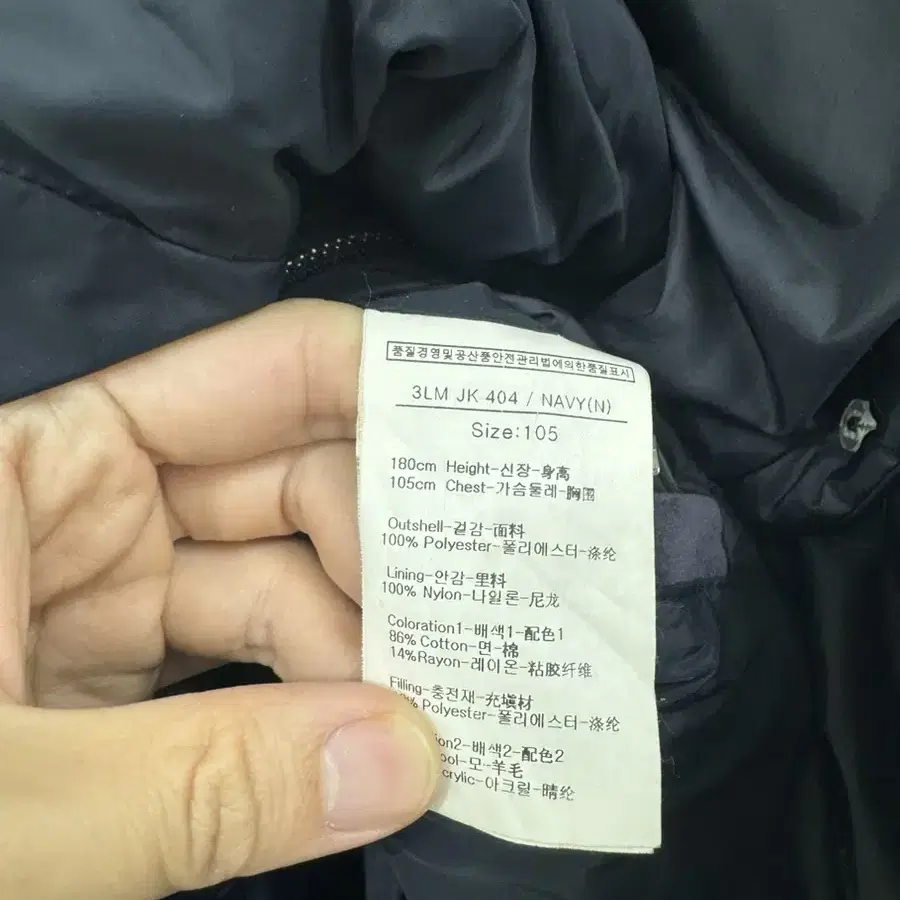 품질경영및공산품안전관리법에의한품질표시
3LM JK 404 / NAVY(N)
Size:105
180cm Height-신장-身高
105cm Chest-가슴둘레-胸围
Outshell-겉감-面料
100% Polyester-폴리에스터-涤纶
Lining-안감-里料
100% Nylon-나일론-尼龙
Coloration1-배색1-配色1
86% Cotton-면-棉
14%Rayon-레이온-粘胶纤维
Filling-충전재-充塡材
Polyester-폴리에스터-涤纶
배색2-配色2
모-羊毛
아크릴-晴纶